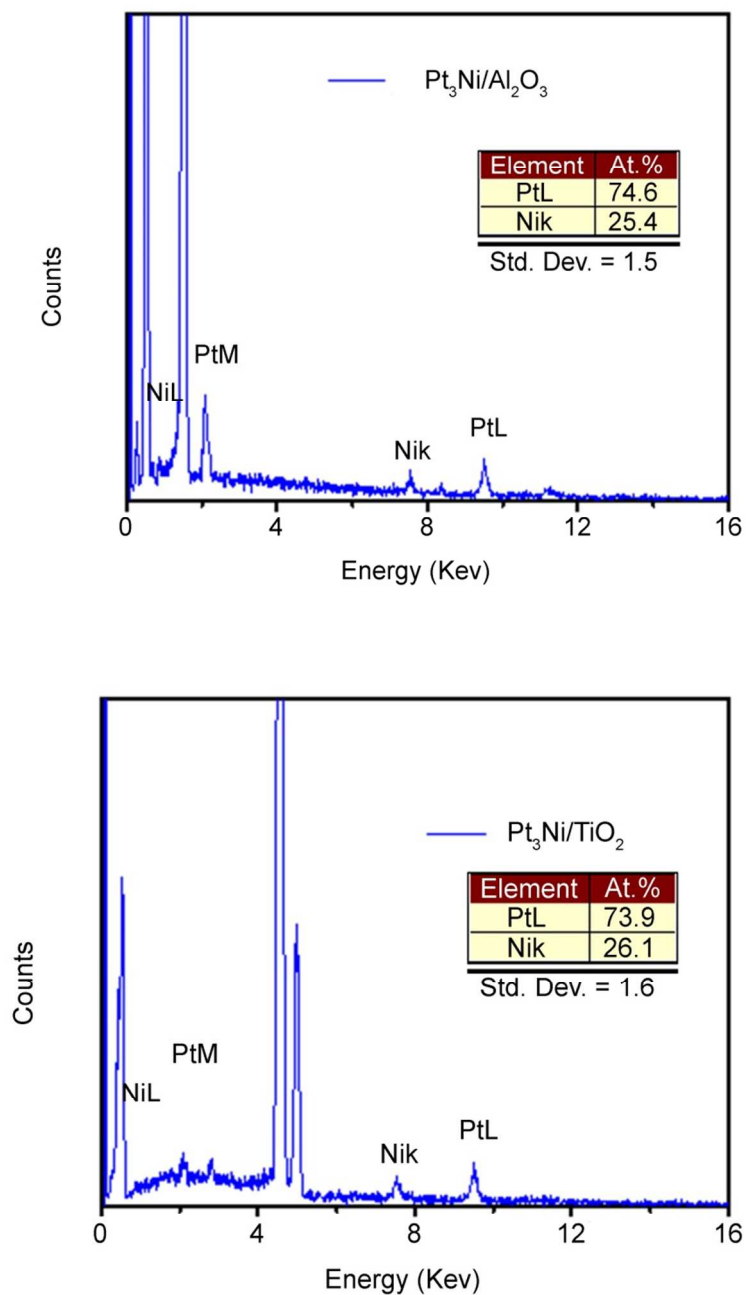 Pt₃Ni/Al₂O₃
Element At.%
PtL 74.6
Nik 25.4
Std. Dev. = 1.5
Counts
PtM
NiL
Nik
PtL
0 4 8 12 16
Energy (Kev)
Pt₃Ni/TiO₂
Element At.%
PtL 73.9
Nik 26.1
Std. Dev. = 1.6
Counts
PtM
NiL
Nik
PtL
0 4 8 12 16
Energy (Kev)